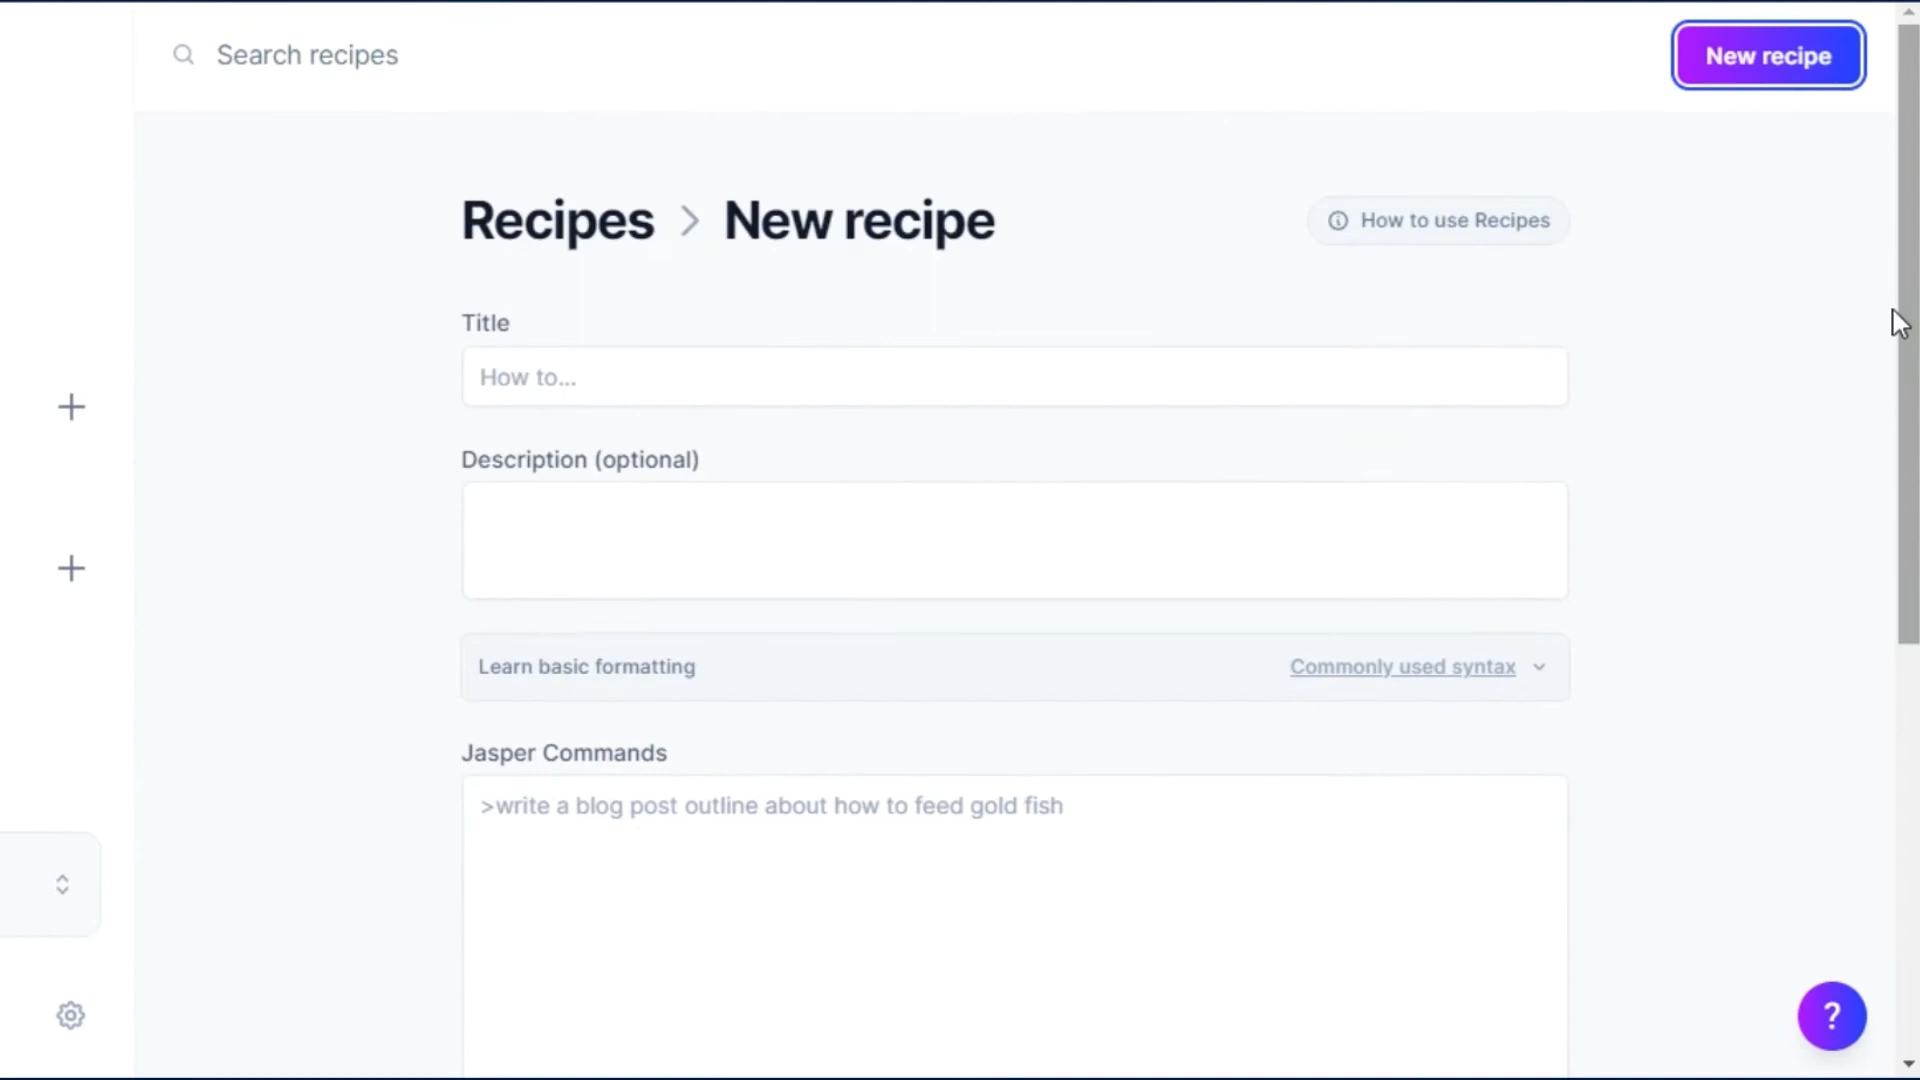 Search recipes
New recipe
Recipes > New recipe
How to use Recipes
Title
How to...
Description (optional)
Learn basic formatting
Commonly used syntax
Jasper Commands
>write a blog post outline about how to feed gold fish
?